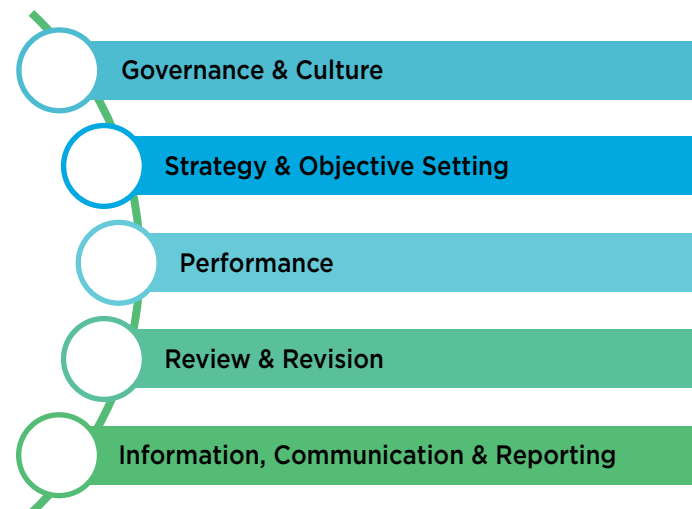 Governance & Culture
Strategy & Objective Setting
Performance
Review & Revision
Information, Communication & Reporting